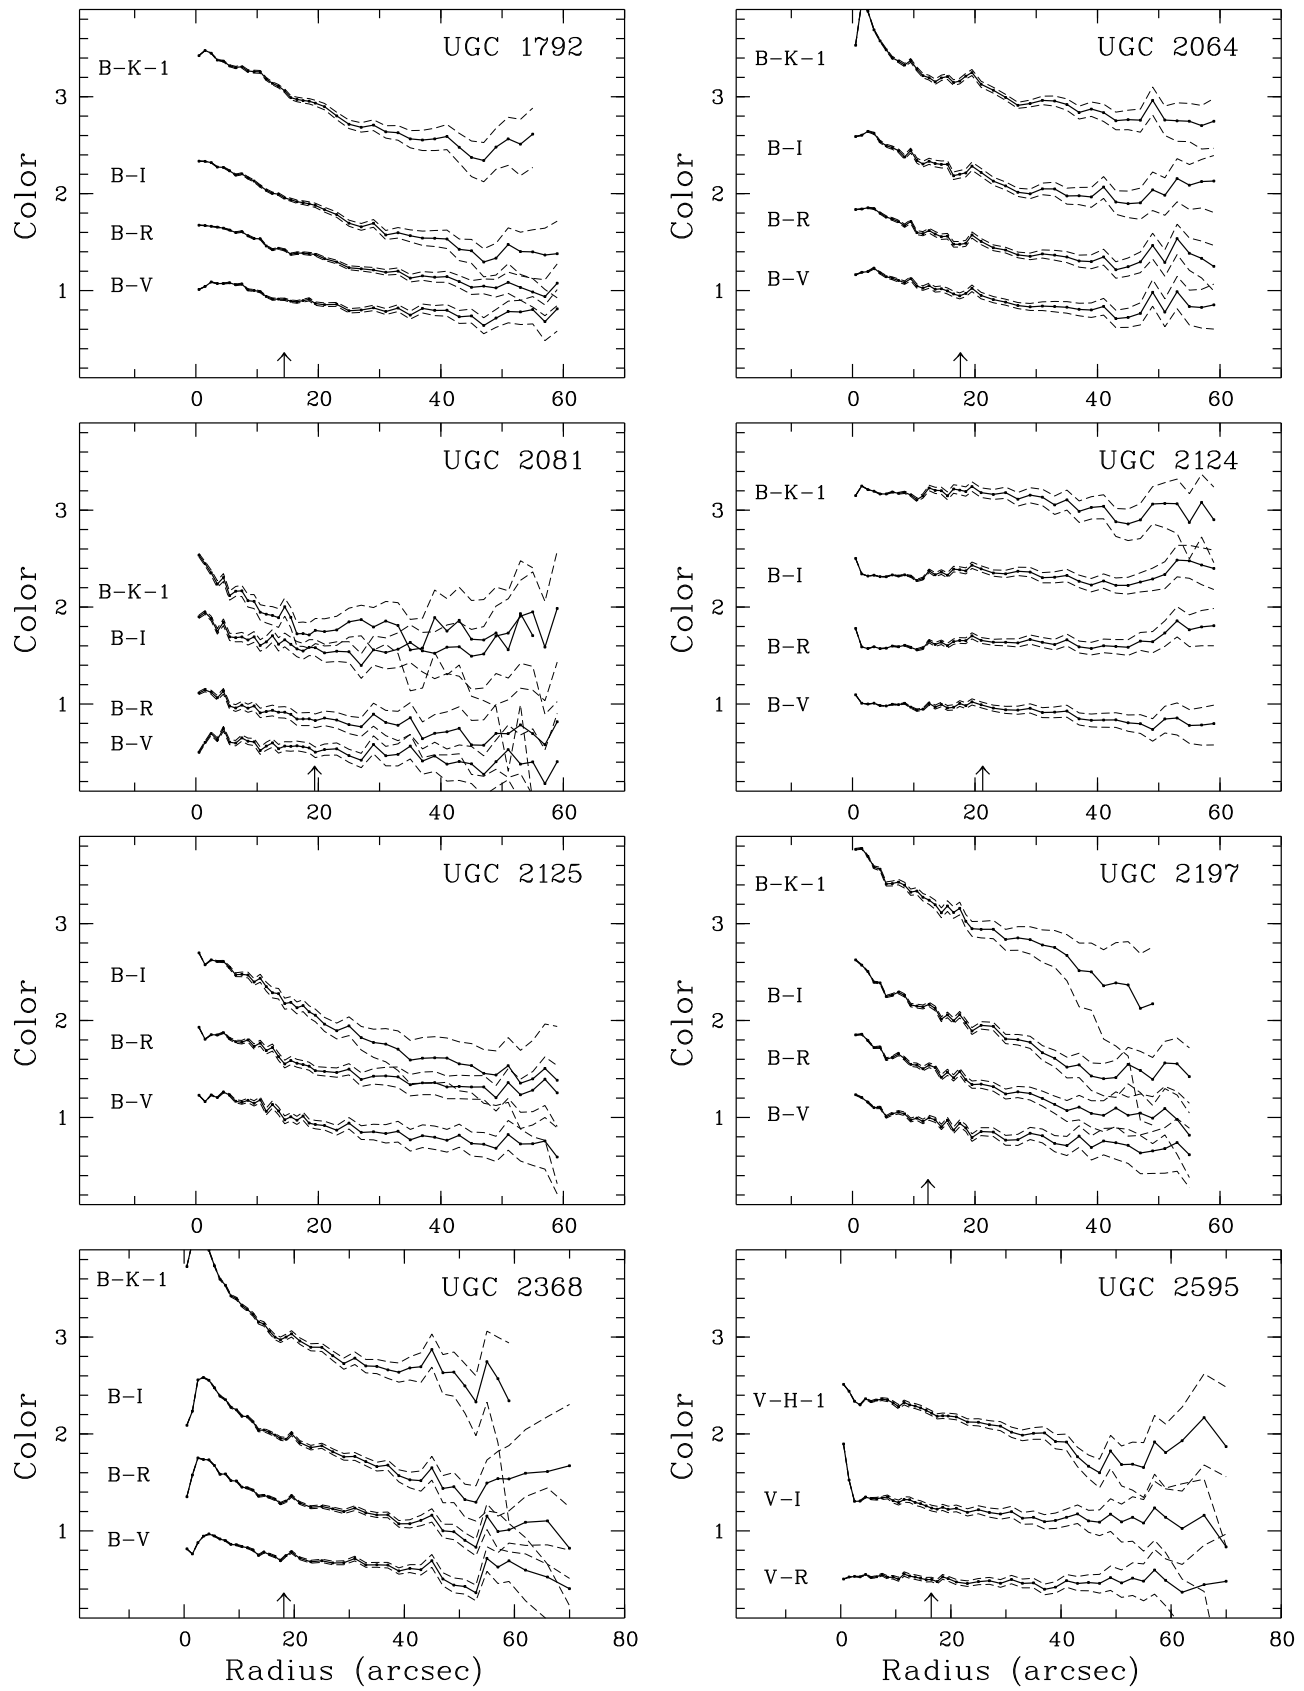 UGC 1792
B-K-1
B-I
B-R
B-V
Color
3
2
1
0 20 40 60
UGC 2064
B-K-1
B-I
B-R
B-V
Color
3
2
1
0 20 40 60
UGC 2081
B-K-1
B-I
B-R
B-V
Color
3
2
1
0 20 40 60
UGC 2124
B-K-1
B-I
B-R
B-V
Color
3
2
1
0 20 40 60
UGC 2125
B-I
B-R
B-V
Color
3
2
1
0 20 40 60
UGC 2197
B-K-1
B-I
B-R
B-V
Color
3
2
1
0 20 40 60
UGC 2368
B-K-1
B-I
B-R
B-V
Color
3
2
1
0 20 40 60 80
Radius (arcsec)
UGC 2595
V-H-1
V-I
V-R
Color
3
2
1
0 20 40 60 80
Radius (arcsec)